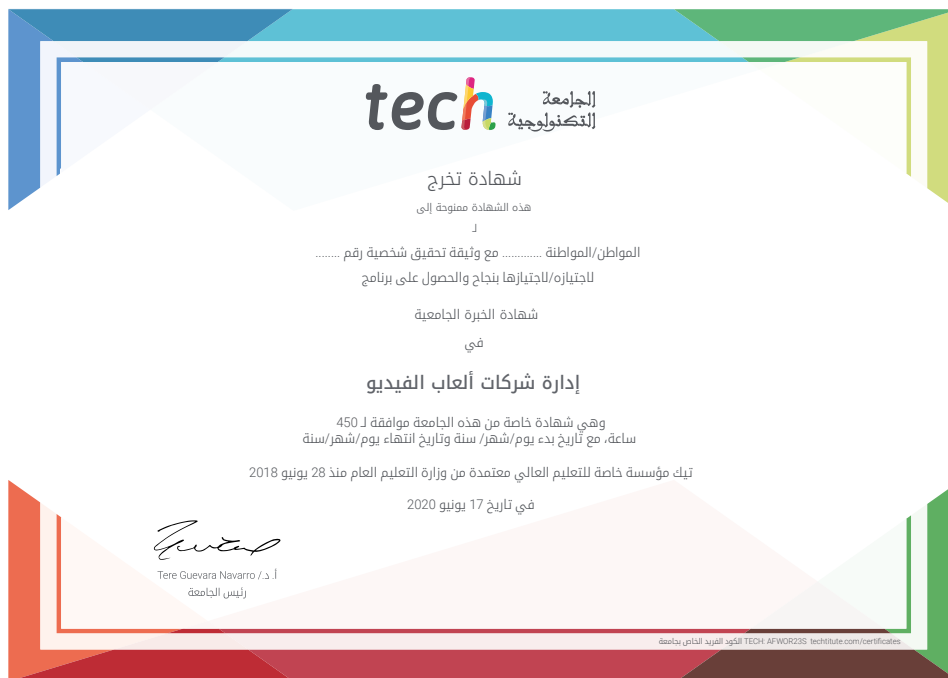 tech الجامعة
التكنولوجية
شهادة تخرج
هذه الشهادة ممنوحة إلى
لـ
المواطن/المواطنة ............ مع وثيقة تحقيق شخصية رقم ........
لاجتيازه/لاجتيازها بنجاح والحصول على برنامج
شهادة الخبرة الجامعية
في
إدارة شركات ألعاب الفيديو
وهي شهادة خاصة من هذه الجامعة موافقة لـ 450
ساعة، مع تاريخ بدء يوم/شهر/ سنة وتاريخ انتهاء يوم/شهر/سنة
تيك مؤسسة خاصة للتعليم العالي معتمدة من وزارة التعليم العام منذ 28 يونيو 2018
في تاريخ 17 يونيو 2020
أ. د./ Tere Guevara Navarro
رئيس الجامعة
الكود الفريد الخاص بجامعة TECH: AFWOR23S techtitute.com/certificates